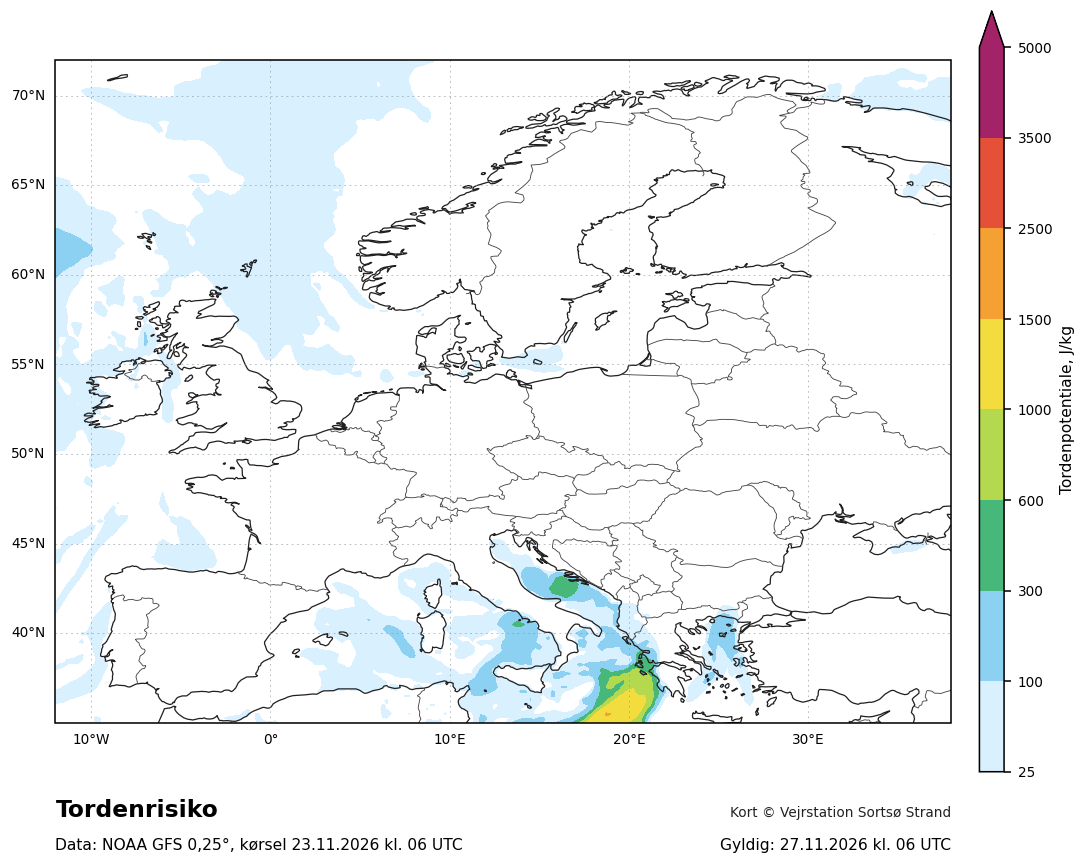 70°N
65°N
60°N
55°N
50°N
45°N
40°N
10°W 0° 10°E 20°E 30°E
5000
3500
2500
1500
1000
600
300
100
25
Tordenpotentiale, J/kg
Tordenrisiko
Kort © Vejrstation Sortsø Strand
Data: NOAA GFS 0,25°, kørsel 23.11.2026 kl. 06 UTC
Gyldig: 27.11.2026 kl. 06 UTC